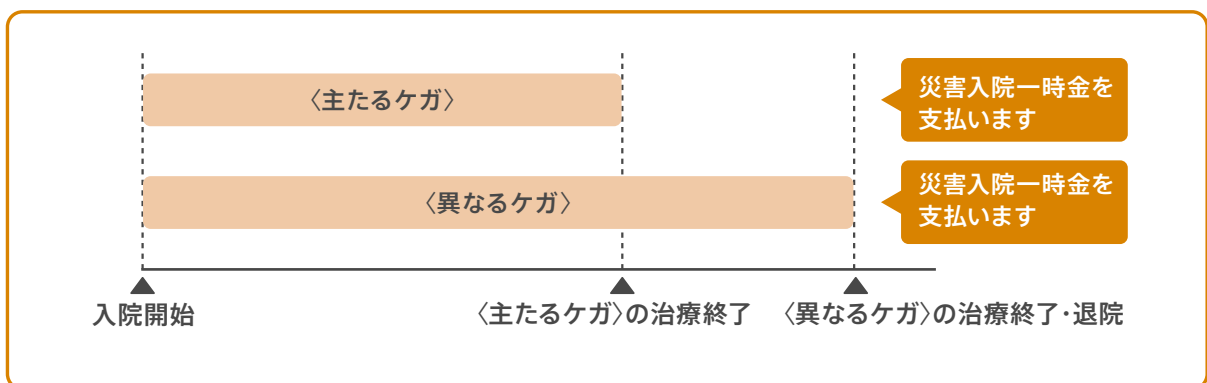 〈主たるケガ〉
災害入院一時金を
支払います
〈異なるケガ〉
災害入院一時金を
支払います
入院開始
〈主たるケガ〉の治療終了
〈異なるケガ〉の治療終了・退院